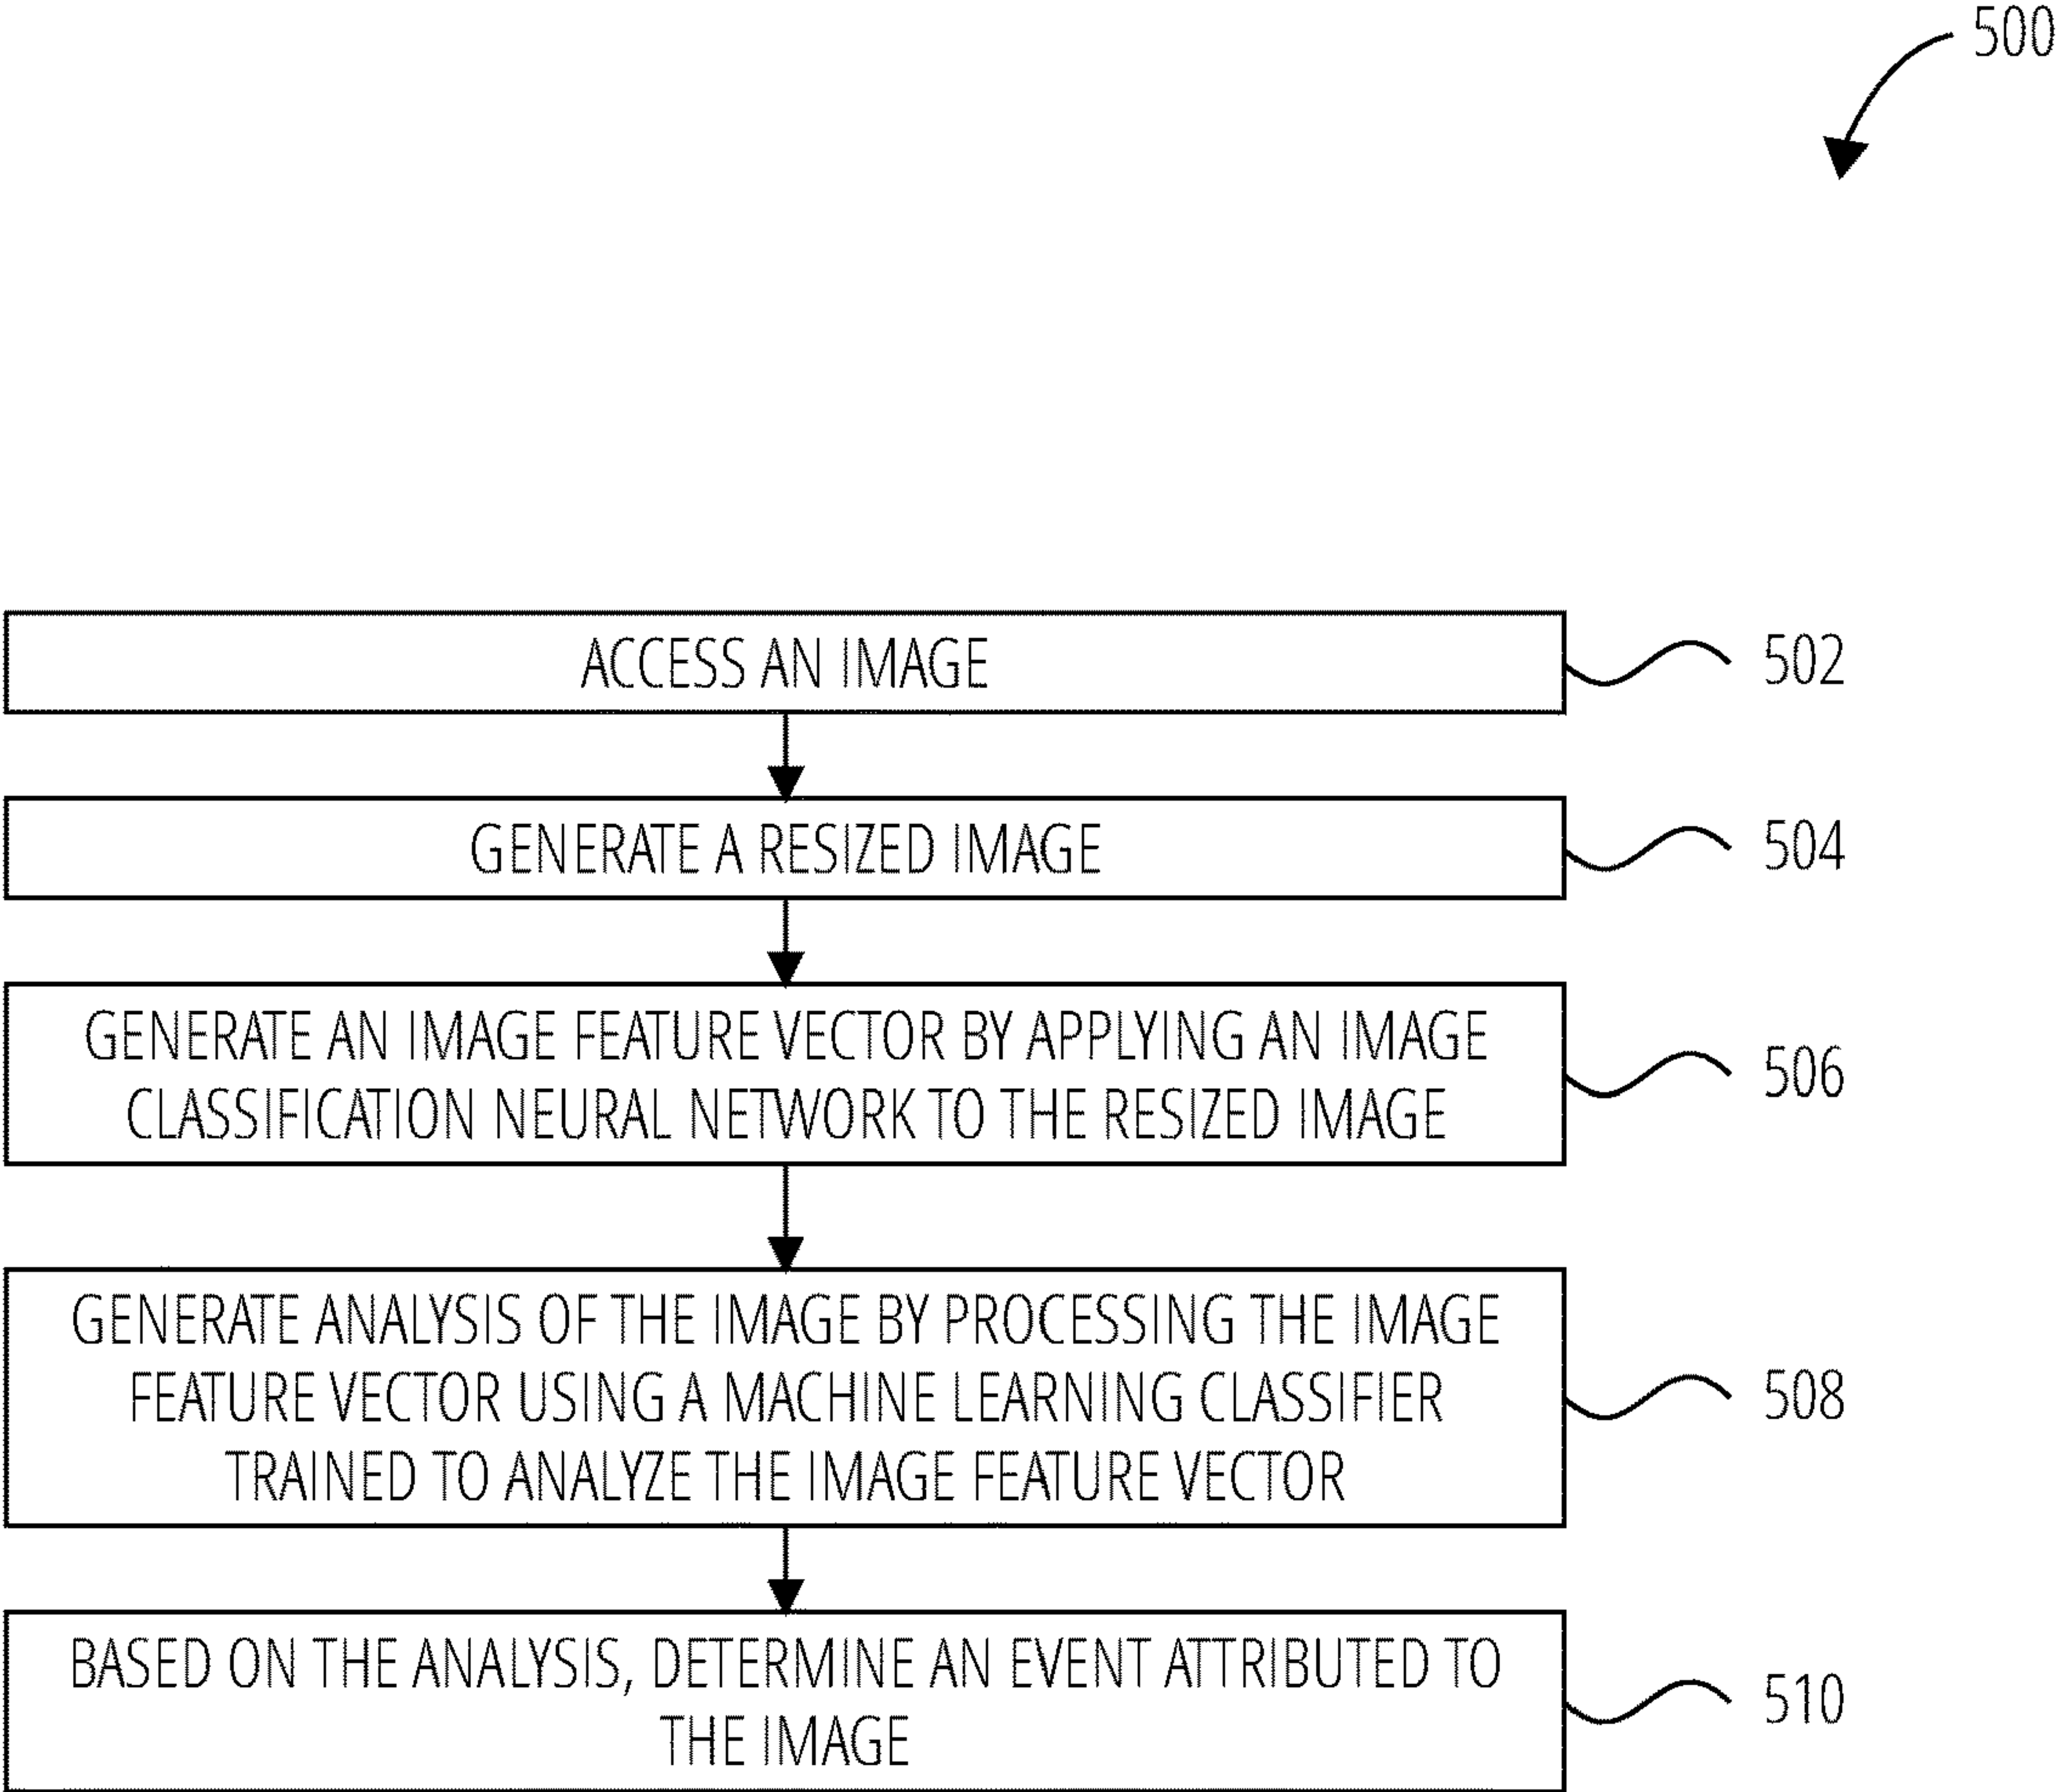 500
ACCESS AN IMAGE
502
GENERATE A RESIZED IMAGE
504
GENERATE AN IMAGE FEATURE VECTOR BY APPLYING AN IMAGE
CLASSIFICATION NEURAL NETWORK TO THE RESIZED IMAGE
506
GENERATE ANALYSIS OF THE IMAGE BY PROCESSING THE IMAGE
FEATURE VECTOR USING A MACHINE LEARNING CLASSIFIER
TRAINED TO ANALYZE THE IMAGE FEATURE VECTOR
508
BASED ON THE ANALYSIS, DETERMINE AN EVENT ATTRIBUTED TO
THE IMAGE
510